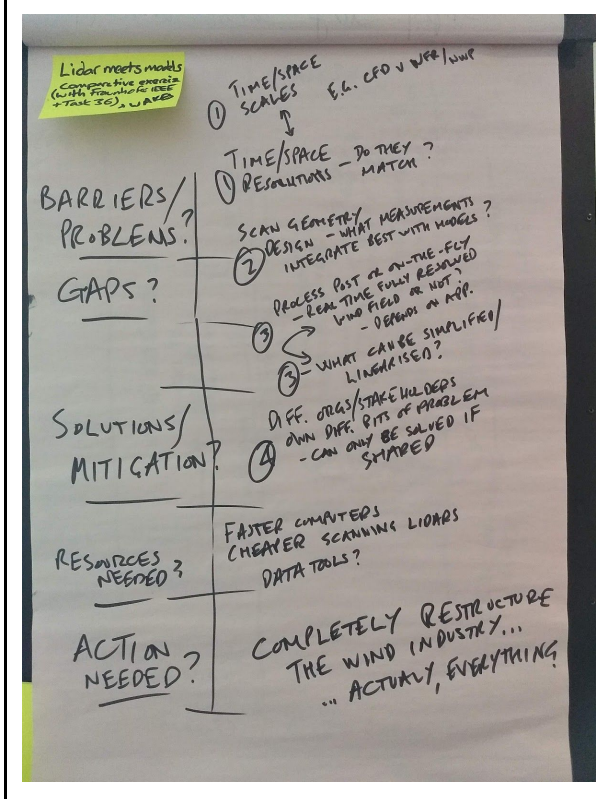 Lidar meets models
comparative exercise
(with Fraunhofer IEE
+ Task 36), WAKEB
① TIME/SPACE
SCALES
E.G. CFD v WFR/NWP
① TIME/SPACE
RESOLUTIONS - DO THEY
MATCH?
BARRIERS/
PROBLEMS?
② SCAN GEOMETRY
DESIGN - WHAT MEASUREMENTS
INTEGRATE BEST WITH MODELS?
GAPS?
③ PROCESS POST OR ON-THE-FLY
- REAL TIME FULLY RESOLVED
WIND FIELD OR NOT?
- DEPENDS ON APP.
③ - WHAT CAN BE SIMPLIFIED/
LINEARISED?
SOLUTIONS/
MITIGATION?
④ DIFF. ORGS/STAKEHOLDERS
OWN DIFF. BITS OF PROBLEM
- CAN ONLY BE SOLVED IF
SHARED
RESOURCES
NEEDED?
FASTER COMPUTERS
CHEAPER SCANNING LIDARS
DATA TOOLS?
ACTION
NEEDED?
COMPLETELY RESTRUCTURE
THE WIND INDUSTRY...
... ACTUALY, EVERYTHING